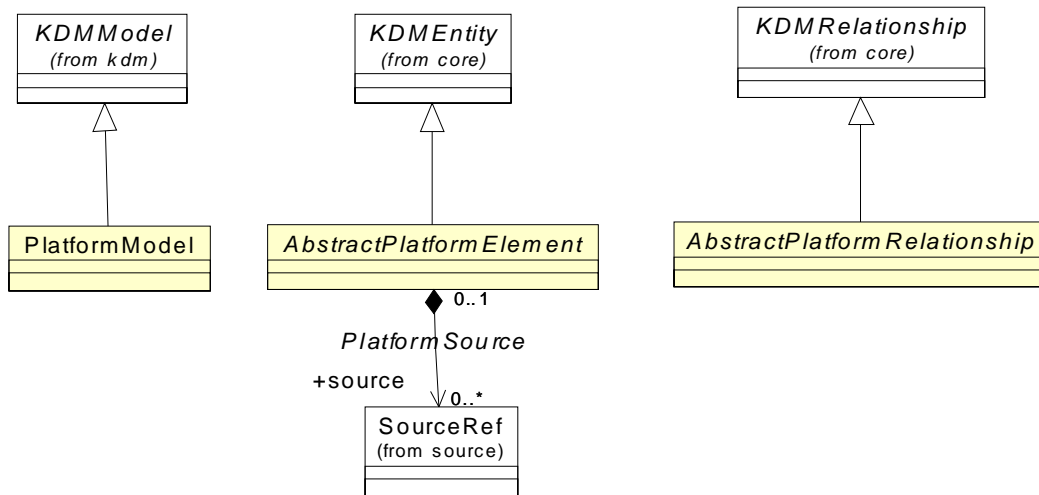 KDMModel
(from kdm)
KDMEntity
(from core)
KDMRelationship
(from core)
PlatformModel
AbstractPlatformElement
AbstractPlatformRelationship
0..1
PlatformSource
+source
0..*
SourceRef
(from source)